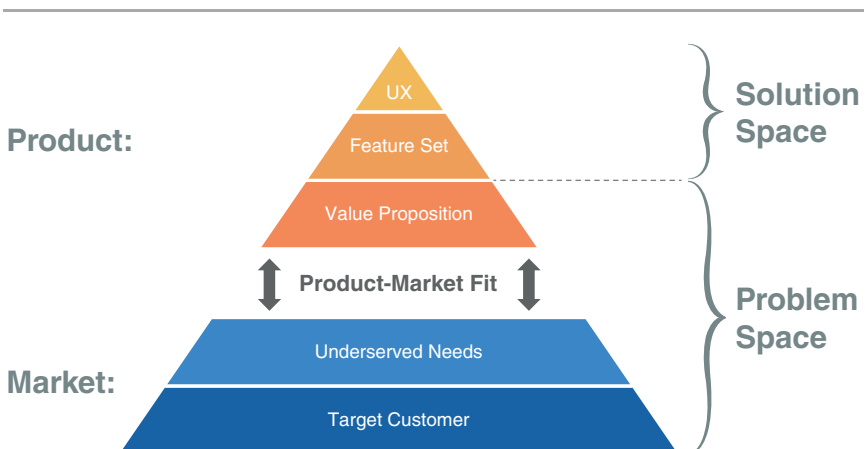 UX
Solution
Space
Product:
Feature Set
Value Proposition
Product-Market Fit
Problem
Space
Underserved Needs
Market:
Target Customer